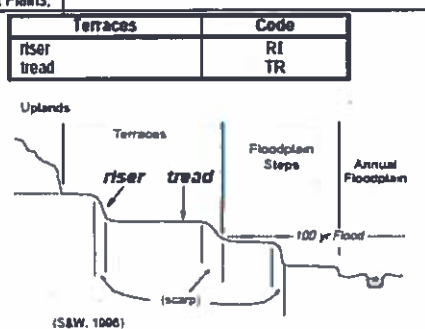 Plains,
Terraces Code
riser RI
tread TR
Uplands
Terraces
Floodplain
Steps
Annual
Floodplain
riser tread
100 yr Flood
(scarp)
(S&W, 1996)